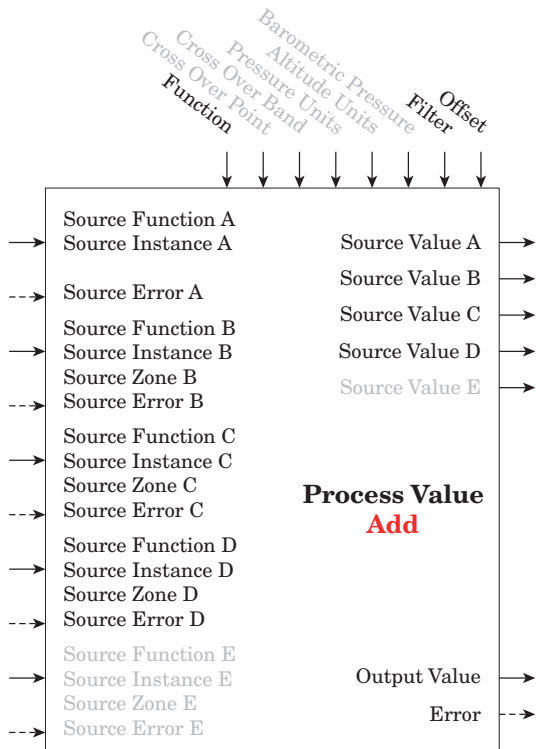 Function
Cross Over Point
Cross Over Band
Pressure Units
Altitude Units
Barometric Pressure
Filter
Offset
Source Function A
Source Instance A
Source Error A
Source Function B
Source Instance B
Source Zone B
Source Error B
Source Function C
Source Instance C
Source Zone C
Source Error C
Source Function D
Source Instance D
Source Zone D
Source Error D
Source Function E
Source Instance E
Source Zone E
Source Error E
Source Value A
Source Value B
Source Value C
Source Value D
Source Value E
Process Value
Add
Output Value
Error